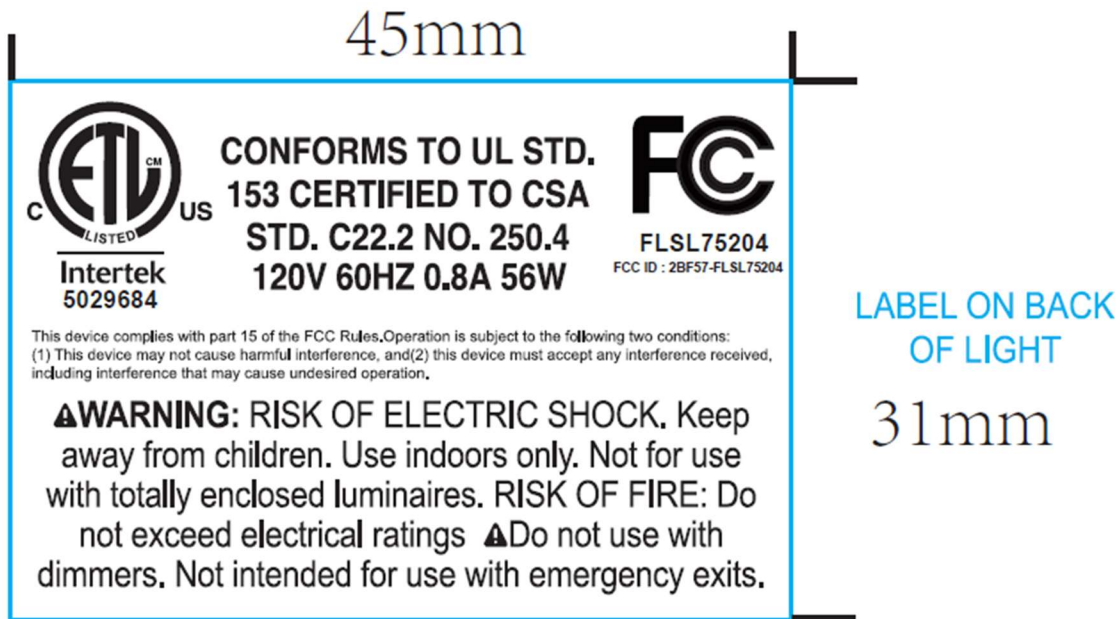 45mm
ETL CM
C US
LISTED
Intertek
5029684
CONFORMS TO UL STD.
153 CERTIFIED TO CSA
STD. C22.2 NO. 250.4
120V 60HZ 0.8A 56W
FC
FLSL75204
FCC ID : 2BF57-FLSL75204
This device complies with part 15 of the FCC Rules.Operation is subject to the following two conditions:
(1) This device may not cause harmful interference, and(2) this device must accept any interference received,
including interference that may cause undesired operation.
⚠WARNING: RISK OF ELECTRIC SHOCK. Keep
away from children. Use indoors only. Not for use
with totally enclosed luminaires. RISK OF FIRE: Do
not exceed electrical ratings ⚠Do not use with
dimmers. Not intended for use with emergency exits.
LABEL ON BACK
OF LIGHT
31mm